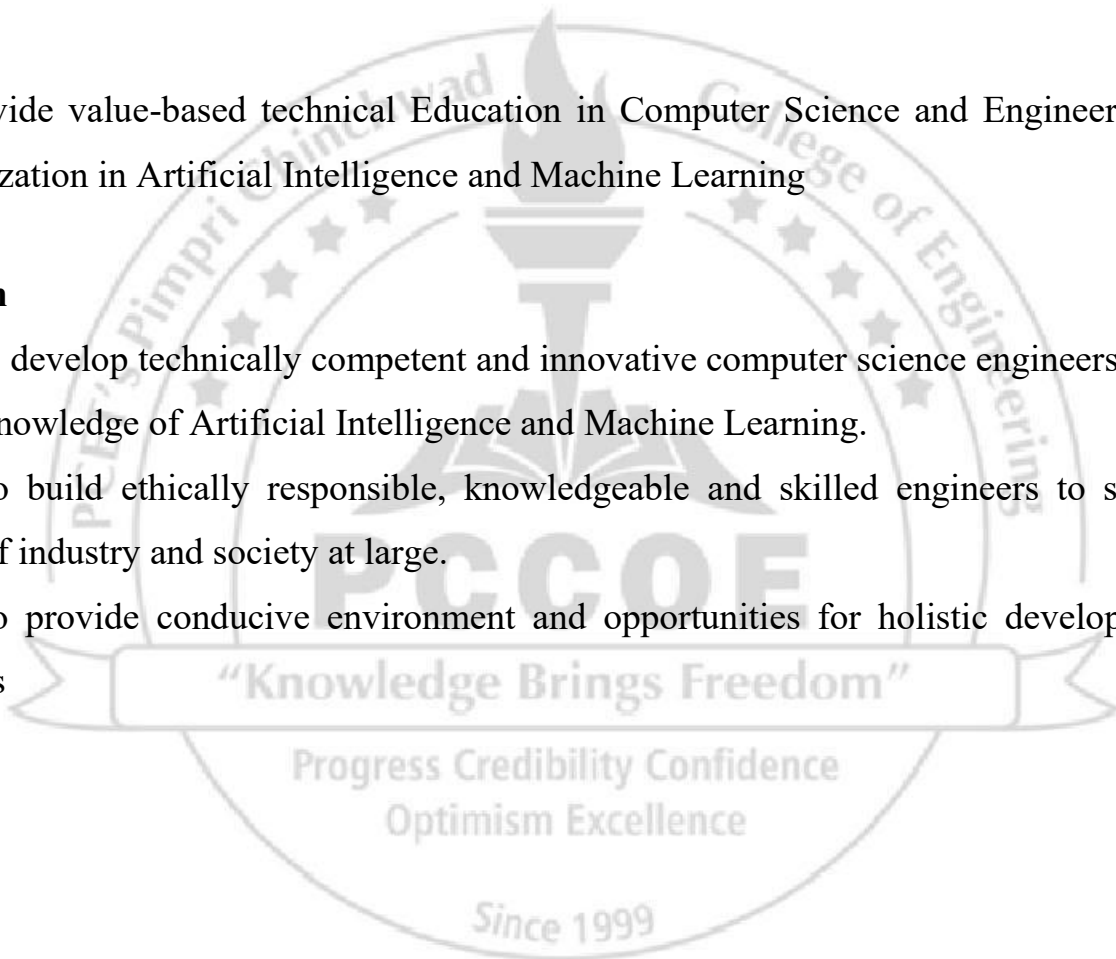 vide value-based technical Education in Computer Science and Engineer
zation in Artificial Intelligence and Machine Learning
n
develop technically competent and innovative computer science engineers
nowledge of Artificial Intelligence and Machine Learning.
o build ethically responsible, knowledgeable and skilled engineers to s
f industry and society at large.
o provide conducive environment and opportunities for holistic develop
s
PCET's Pimpri Chinchwad College of Engineering
PCCOE
“Knowledge Brings Freedom”
Progress Credibility Confidence
Optimism Excellence
Since 1999